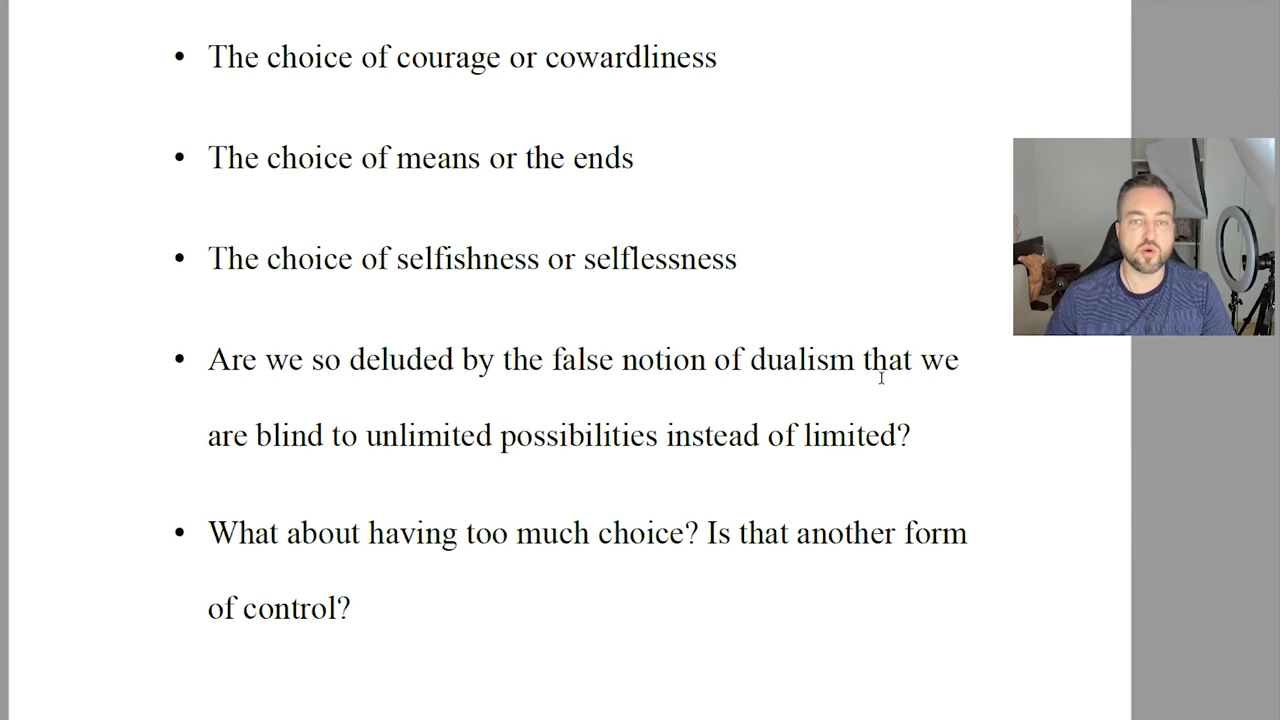 • The choice of courage or cowardliness
• The choice of means or the ends
• The choice of selfishness or selflessness
• Are we so deluded by the false notion of dualism that we
are blind to unlimited possibilities instead of limited?
• What about having too much choice? Is that another form
of control?